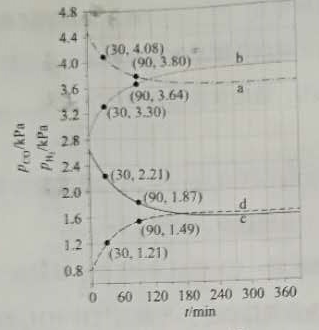 4.8
4.4
(30, 4.08)
4.0
(90, 3.80)
b
3.6
a
(90, 3.64)
3.2
(30, 3.30)
2.8
p_CO/kPa
p_H₂/kPa
2.4
(30, 2.21)
2.0
(90, 1.87)
1.6
d
c
(90, 1.49)
1.2
(30, 1.21)
0.8
0 60 120 180 240 300 360
t/min